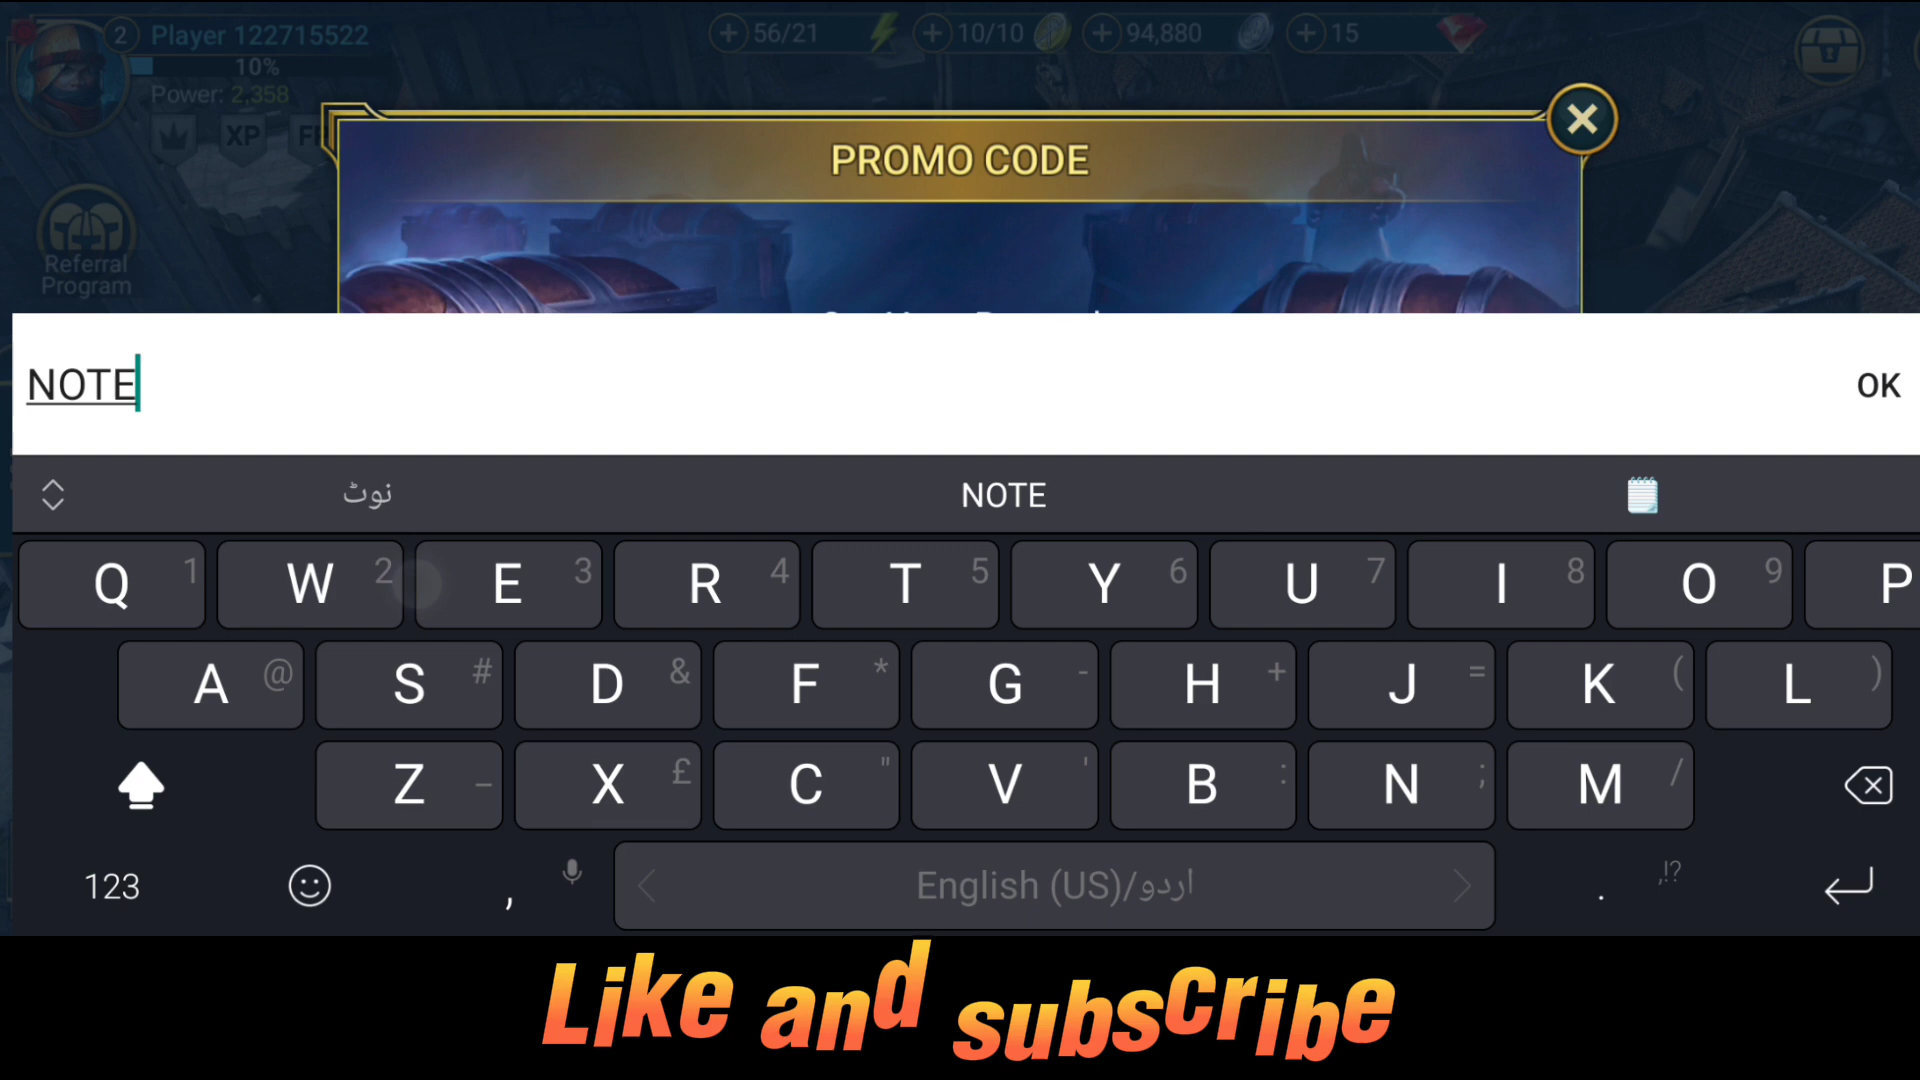 2 Player 122715522
10%
Power: 2,358
XP
56/21
10/10
94,880
15
PROMO CODE
Referral
Program
NOTE
OK
نوٹ
NOTE
Q 1 W 2 E 3 R 4 T 5 Y 6 U 7 I 8 O 9 P
A @ S # D & F * G - H + J = K ( L )
Z _ X £ C " V ' B : N ; M /
123 , English (US)/اردو . ,!?
Like and subscribe